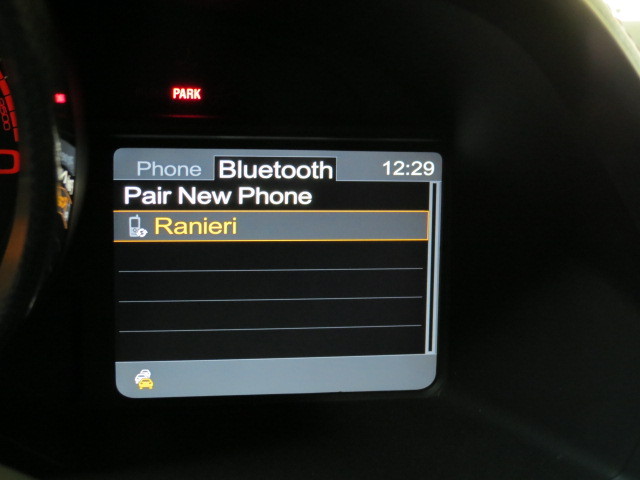 PARK
Phone Bluetooth 12:29
Pair New Phone
Ranieri